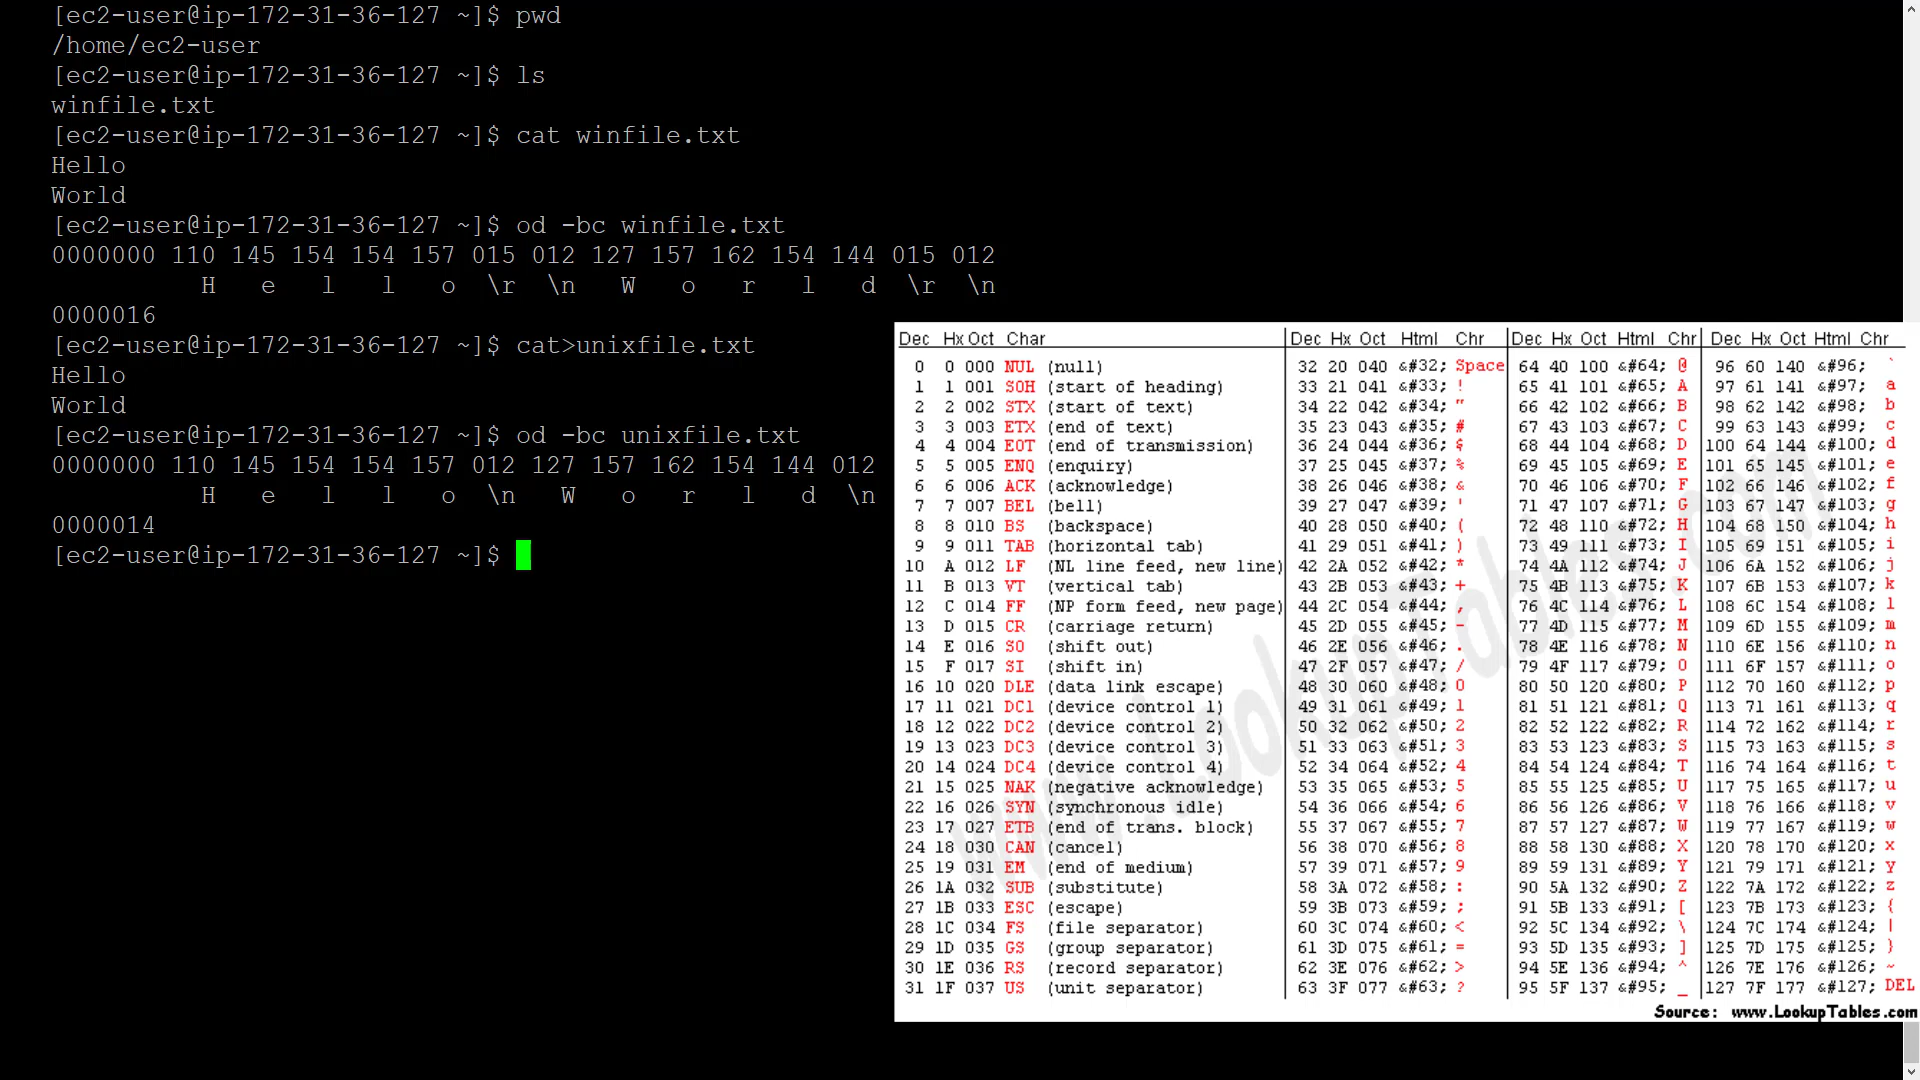 [ec2-user@ip-172-31-36-127 ~]$ pwd
/home/ec2-user
[ec2-user@ip-172-31-36-127 ~]$ ls
winfile.txt
[ec2-user@ip-172-31-36-127 ~]$ cat winfile.txt
Hello
World
[ec2-user@ip-172-31-36-127 ~]$ od -bc winfile.txt
0000000 110 145 154 154 157 015 012 127 157 162 154 144 015 012
H e l l o \r \n W o r l d \r \n
0000016
[ec2-user@ip-172-31-36-127 ~]$ cat>unixfile.txt
Hello
World
[ec2-user@ip-172-31-36-127 ~]$ od -bc unixfile.txt
0000000 110 145 154 154 157 012 127 157 162 154 144 012
H e l l o \n W o r l d \n
0000014
[ec2-user@ip-172-31-36-127 ~]$
Dec Hx Oct Char Dec Hx Oct Html Chr Dec Hx Oct Html Chr Dec Hx Oct Html Chr
0 0 000 NUL (null) 32 20 040 &#32; Space 64 40 100 &#64; @ 96 60 140 &#96; `
1 1 001 SOH (start of heading) 33 21 041 &#33; ! 65 41 101 &#65; A 97 61 141 &#97; a
2 2 002 STX (start of text) 34 22 042 &#34; " 66 42 102 &#66; B 98 62 142 &#98; b
3 3 003 ETX (end of text) 35 23 043 &#35; # 67 43 103 &#67; C 99 63 143 &#99; c
4 4 004 EOT (end of transmission) 36 24 044 &#36; $ 68 44 104 &#68; D 100 64 144 &#100; d
5 5 005 ENQ (enquiry) 37 25 045 &#37; % 69 45 105 &#69; E 101 65 145 &#101; e
6 6 006 ACK (acknowledge) 38 26 046 &#38; & 70 46 106 &#70; F 102 66 146 &#102; f
7 7 007 BEL (bell) 39 27 047 &#39; ' 71 47 107 &#71; G 103 67 147 &#103; g
8 8 010 BS (backspace) 40 28 050 &#40; ( 72 48 110 &#72; H 104 68 150 &#104; h
9 9 011 TAB (horizontal tab) 41 29 051 &#41; ) 73 49 111 &#73; I 105 69 151 &#105; i
10 A 012 LF (NL line feed, new line) 42 2A 052 &#42; * 74 4A 112 &#74; J 106 6A 152 &#106; j
11 B 013 VT (vertical tab) 43 2B 053 &#43; + 75 4B 113 &#75; K 107 6B 153 &#107; k
12 C 014 FF (NP form feed, new page) 44 2C 054 &#44; , 76 4C 114 &#76; L 108 6C 154 &#108; l
13 D 015 CR (carriage return) 45 2D 055 &#45; - 77 4D 115 &#77; M 109 6D 155 &#109; m
14 E 016 SO (shift out) 46 2E 056 &#46; . 78 4E 116 &#78; N 110 6E 156 &#110; n
15 F 017 SI (shift in) 47 2F 057 &#47; / 79 4F 117 &#79; O 111 6F 157 &#111; o
16 10 020 DLE (data link escape) 48 30 060 &#48; 0 80 50 120 &#80; P 112 70 160 &#112; p
17 11 021 DC1 (device control 1) 49 31 061 &#49; 1 81 51 121 &#81; Q 113 71 161 &#113; q
18 12 022 DC2 (device control 2) 50 32 062 &#50; 2 82 52 122 &#82; R 114 72 162 &#114; r
19 13 023 DC3 (device control 3) 51 33 063 &#51; 3 83 53 123 &#83; S 115 73 163 &#115; s
20 14 024 DC4 (device control 4) 52 34 064 &#52; 4 84 54 124 &#84; T 116 74 164 &#116; t
21 15 025 NAK (negative acknowledge) 53 35 065 &#53; 5 85 55 125 &#85; U 117 75 165 &#117; u
22 16 026 SYN (synchronous idle) 54 36 066 &#54; 6 86 56 126 &#86; V 118 76 166 &#118; v
23 17 027 ETB (end of trans. block) 55 37 067 &#55; 7 87 57 127 &#87; W 119 77 167 &#119; w
24 18 030 CAN (cancel) 56 38 070 &#56; 8 88 58 130 &#88; X 120 78 170 &#120; x
25 19 031 EM (end of medium) 57 39 071 &#57; 9 89 59 131 &#89; Y 121 79 171 &#121; y
26 1A 032 SUB (substitute) 58 3A 072 &#58; : 90 5A 132 &#90; Z 122 7A 172 &#122; z
27 1B 033 ESC (escape) 59 3B 073 &#59; ; 91 5B 133 &#91; [ 123 7B 173 &#123; {
28 1C 034 FS (file separator) 60 3C 074 &#60; < 92 5C 134 &#92; \ 124 7C 174 &#124; |
29 1D 035 GS (group separator) 61 3D 075 &#61; = 93 5D 135 &#93; ] 125 7D 175 &#125; }
30 1E 036 RS (record separator) 62 3E 076 &#62; > 94 5E 136 &#94; ^ 126 7E 176 &#126; ~
31 1F 037 US (unit separator) 63 3F 077 &#63; ? 95 5F 137 &#95; _ 127 7F 177 &#127; DEL
www.LookupTables.com
Source: www.LookupTables.com